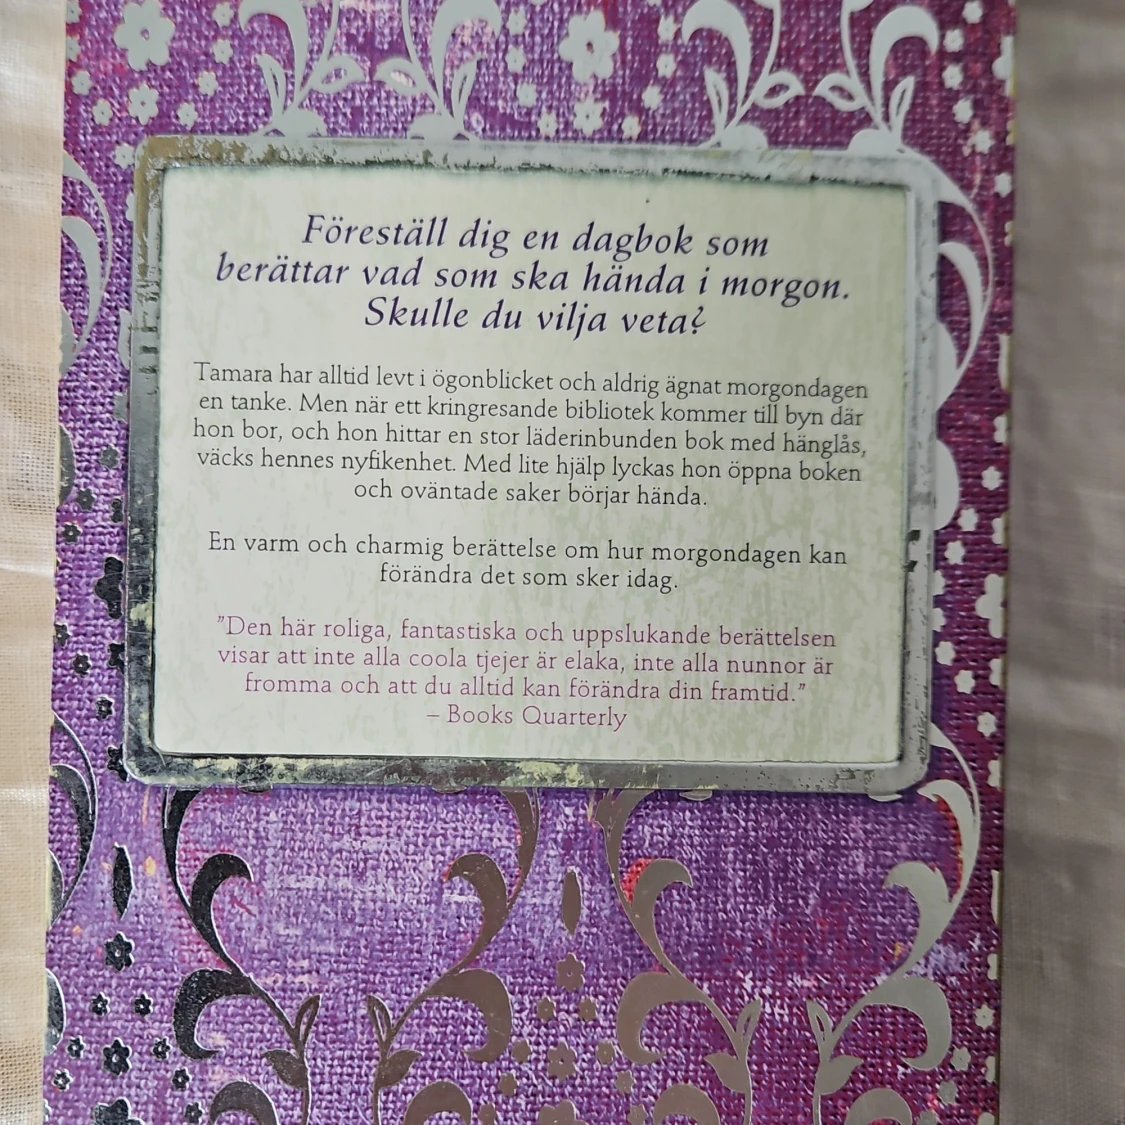 Föreställ dig en dagbok som
berättar vad som ska hända i morgon.
Skulle du vilja veta?
Tamara har alltid levt i ögonblicket och aldrig ägnat morgondagen
en tanke. Men när ett kringresande bibliotek kommer till byn där
hon bor, och hon hittar en stor läderinbunden bok med hänglås,
väcks hennes nyfikenhet. Med lite hjälp lyckas hon öppna boken
och oväntade saker börjar hända.
En varm och charmig berättelse om hur morgondagen kan
förändra det som sker idag.
”Den här roliga, fantastiska och uppslukande berättelsen
visar att inte alla coola tjejer är elaka, inte alla nunnor är
fromma och att du alltid kan förändra din framtid.”
– Books Quarterly